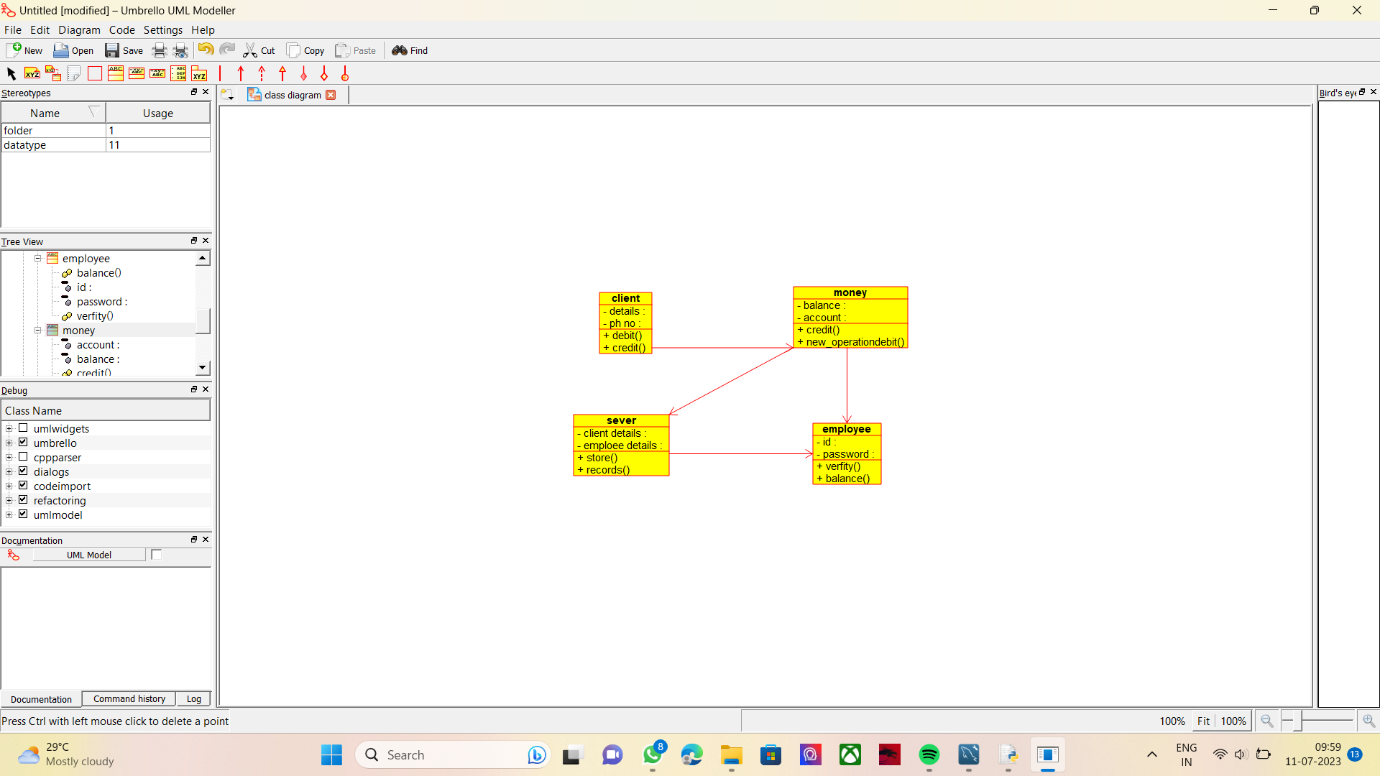 Untitled [modified] – Umbrello UML Modeller
File Edit Diagram Code Settings Help
New Open Save Cut Copy Paste Find
Stereotypes
Name Usage
folder 1
datatype 11
Tree View
employee
balance()
id :
password :
verfity()
money
account :
balance :
credit()
Debug
Class Name
umlwidgets
umbrello
cppparser
dialogs
codeimport
refactoring
umlmodel
Documentation
UML Model
Documentation Command history Log
class diagram
client
- details :
- ph no :
+ debit()
+ credit()
money
- balance :
- account :
+ credit()
+ new_operationdebit()
sever
- client details :
- emploee details :
+ store()
+ records()
employee
- id :
- password :
+ verfity()
+ balance()
Bird's eye
Press Ctrl with left mouse click to delete a point
100% Fit 100%
29°C
Mostly cloudy
Search
8
ENG
IN
09:59
11-07-2023
13